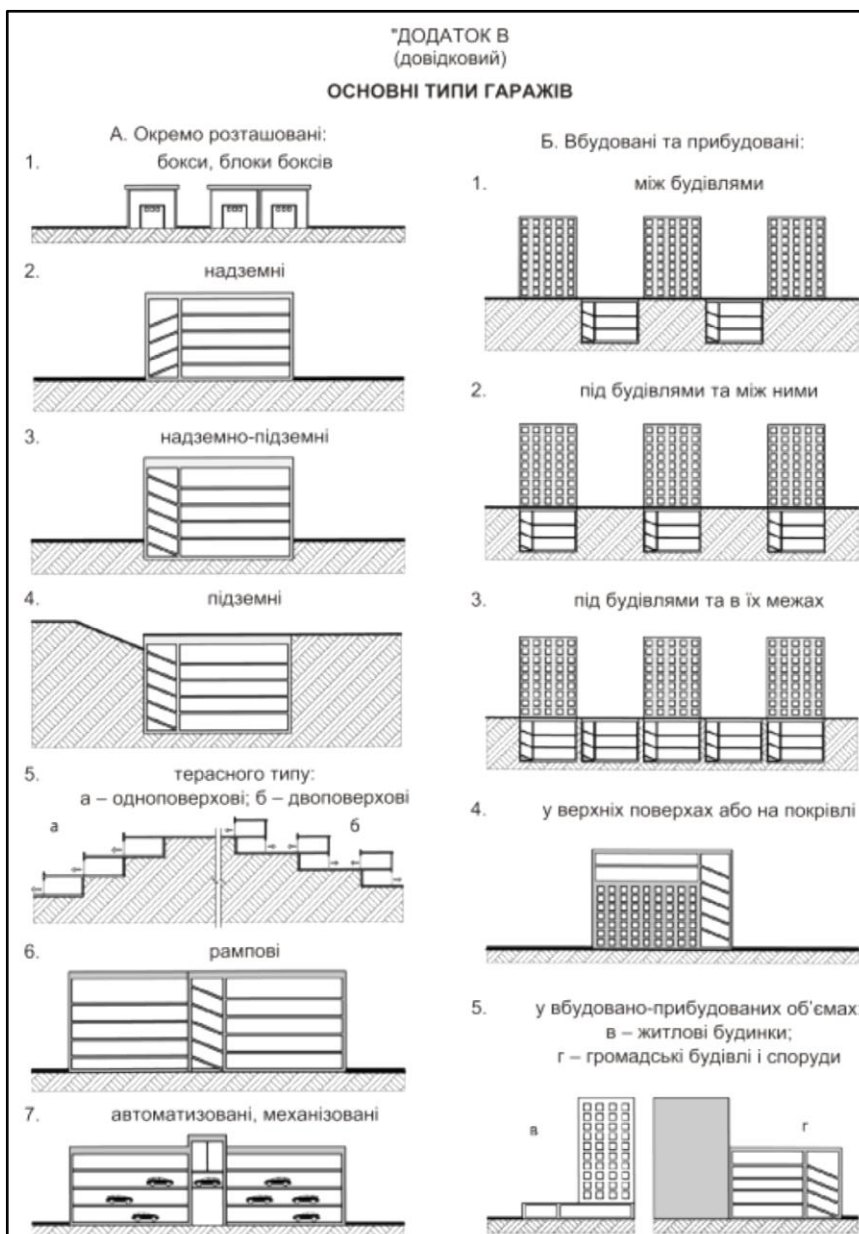 "ДОДАТОК В
(довідковий)
ОСНОВНІ ТИПИ ГАРАЖІВ
А. Окремо розташовані:
1. бокси, блоки боксів
2. надземні
3. надземно-підземні
4. підземні
5. терасного типу:
а – одноповерхові; б – двоповерхові
а б
6. рампові
7. автоматизовані, механізовані
Б. Вбудовані та прибудовані:
1. між будівлями
2. під будівлями та між ними
3. під будівлями та в їх межах
4. у верхніх поверхах або на покрівлі
5. у вбудовано-прибудованих об'ємах:
в – житлові будинки;
г – громадські будівлі і споруди
в г